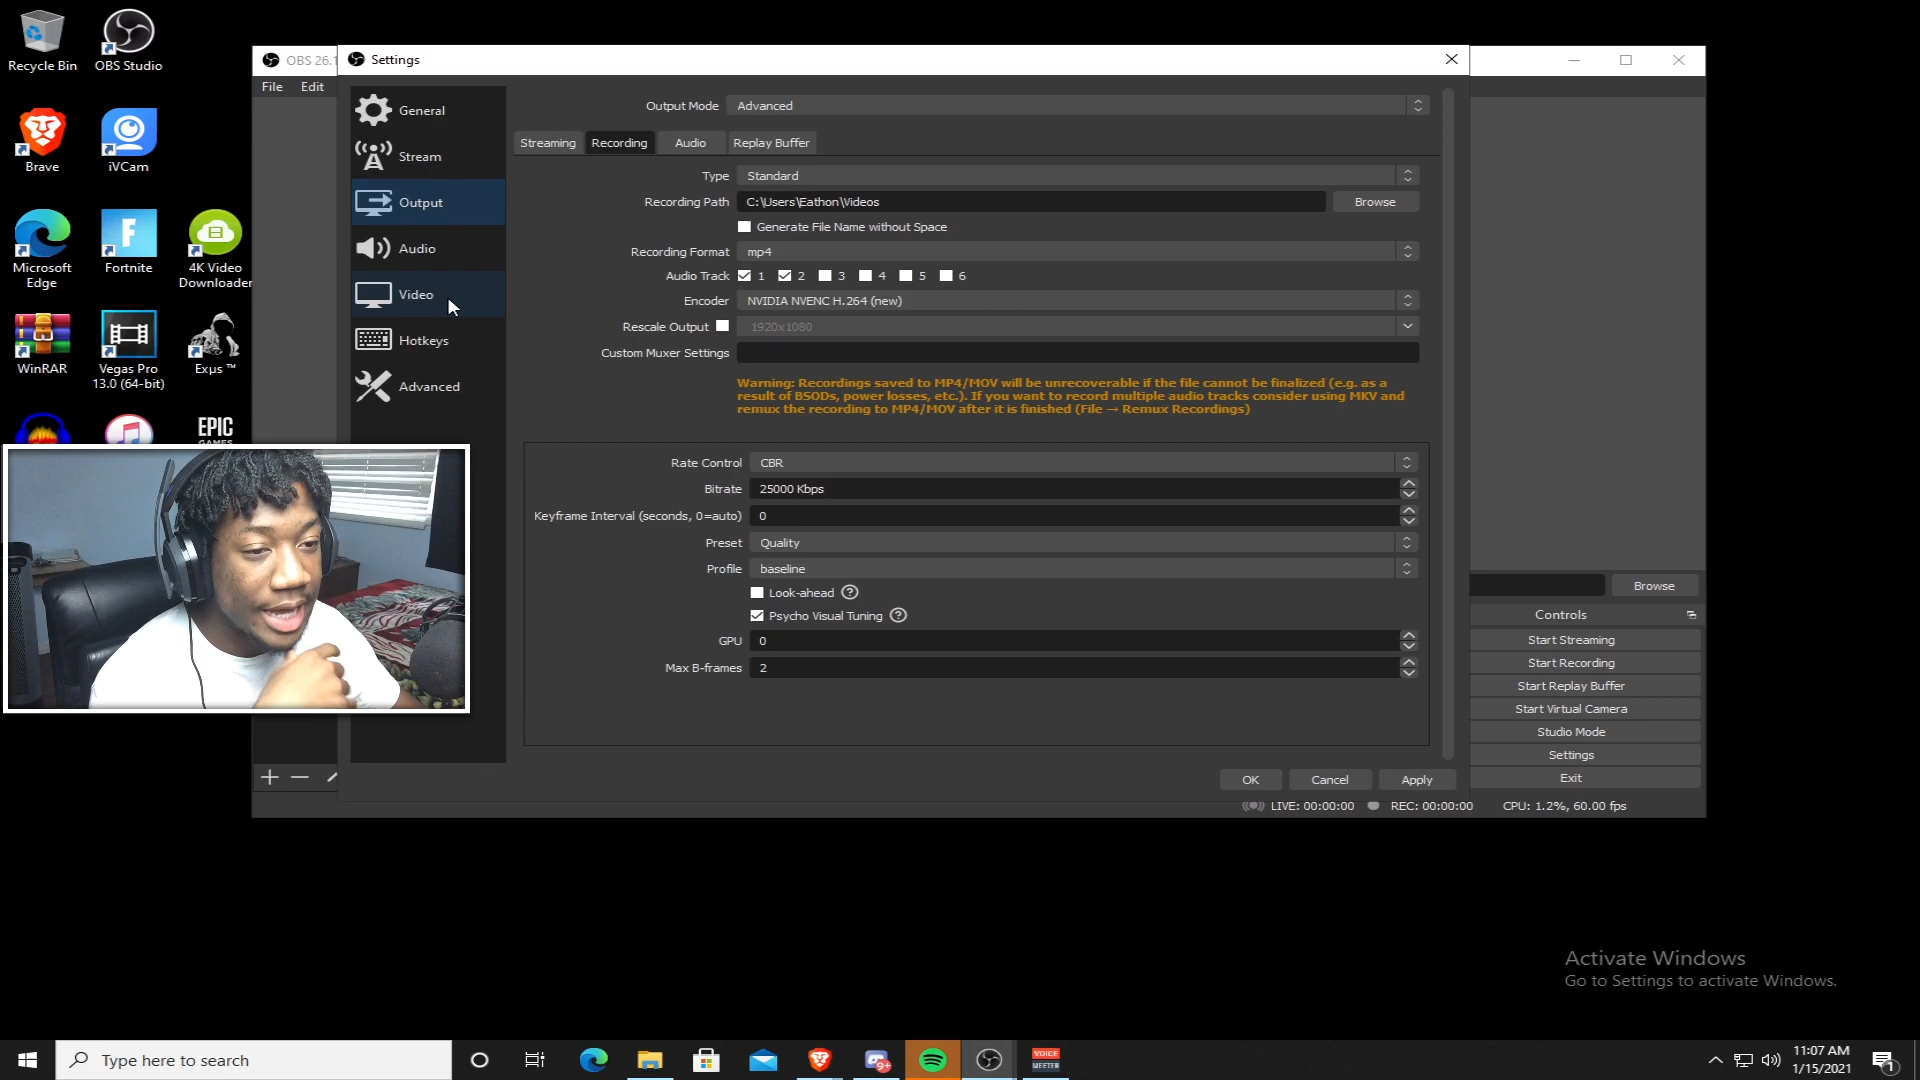 Recycle Bin
OBS Studio
Brave
iVCam
Microsoft
Edge
Fortnite
4K Video
Downloader
WinRAR
Vegas Pro
13.0 (64-bit)
Exµs ™
EPIC
GAMES
OBS 26.1
File Edit
Settings
General
Stream
Output
Audio
Video
Hotkeys
Advanced
Output Mode Advanced
Streaming Recording Audio Replay Buffer
Type Standard
Recording Path C:\Users\Eathon\Videos Browse
Generate File Name without Space
Recording Format mp4
Audio Track 1 2 3 4 5 6
Encoder NVIDIA NVENC H.264 (new)
Rescale Output 1920x1080
Custom Muxer Settings
Warning: Recordings saved to MP4/MOV will be unrecoverable if the file cannot be finalized (e.g. as a
result of BSODs, power losses, etc.). If you want to record multiple audio tracks consider using MKV and
remux the recording to MP4/MOV after it is finished (File → Remux Recordings)
Rate Control CBR
Bitrate 25000 Kbps
Keyframe Interval (seconds, 0=auto) 0
Preset Quality
Profile baseline
Look-ahead ?
Psycho Visual Tuning ?
GPU 0
Max B-frames 2
OK Cancel Apply
Browse
Controls
Start Streaming
Start Recording
Start Replay Buffer
Start Virtual Camera
Studio Mode
Settings
Exit
LIVE: 00:00:00 REC: 00:00:00 CPU: 1.2%, 60.00 fps
Activate Windows
Go to Settings to activate Windows.
Type here to search
9+
VOICE
MEETER
11:07 AM
1/15/2021
1